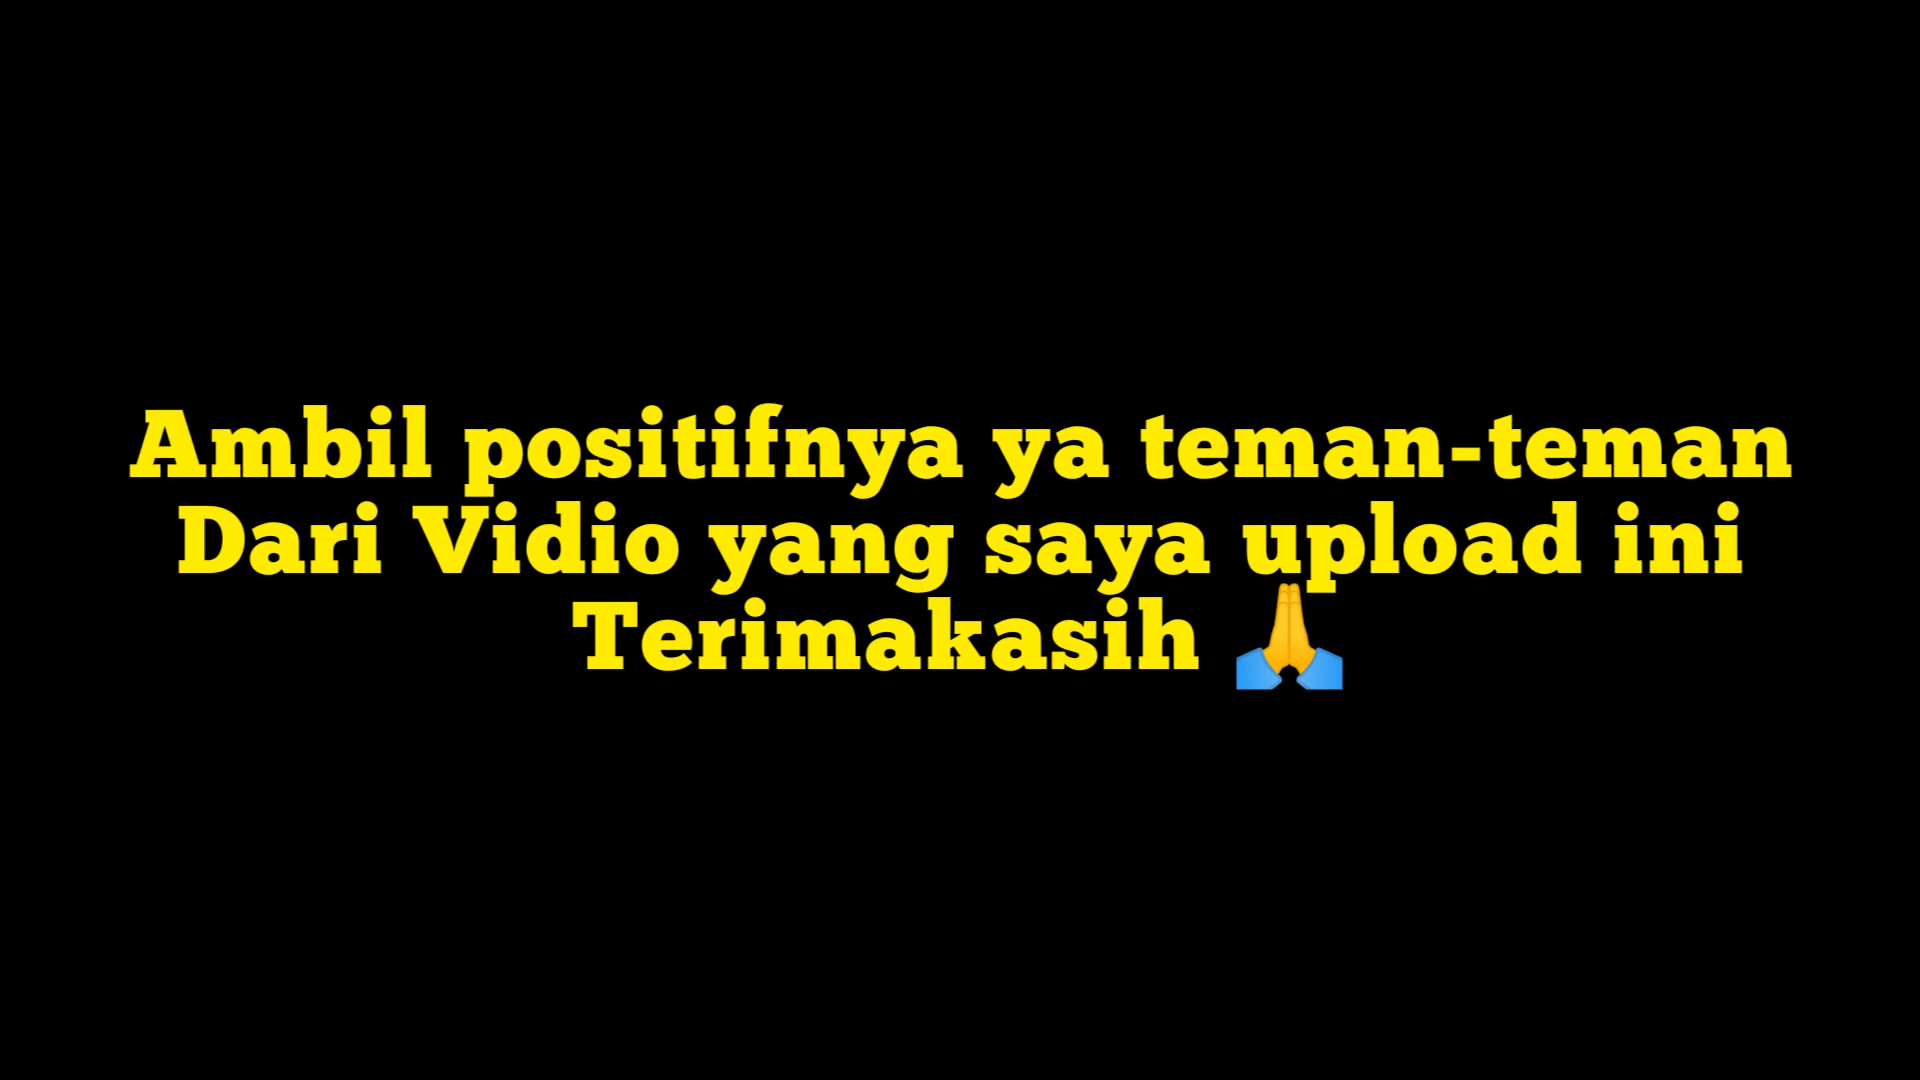 Ambil positifnya ya teman-teman
Dari Vidio yang saya upload ini
Terimakasih 🙏